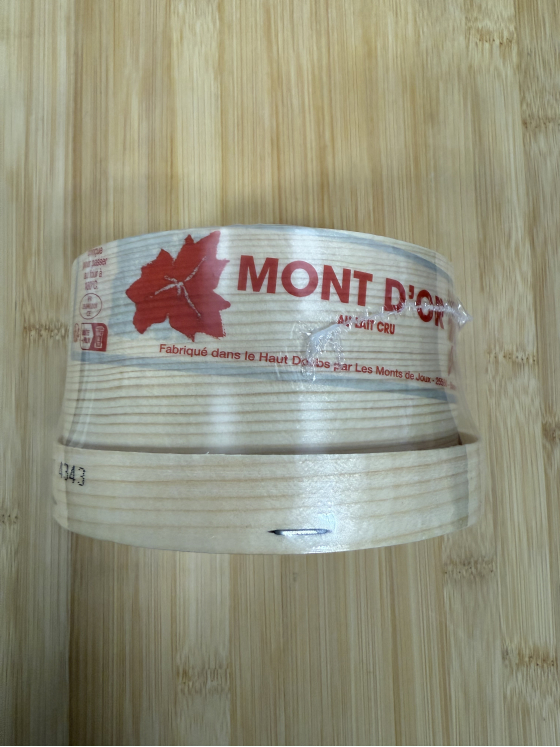 MONT D'OR
AU LAIT CRU
Fabriqué dans le Haut Doubs par Les Monts de Joux - 
4343